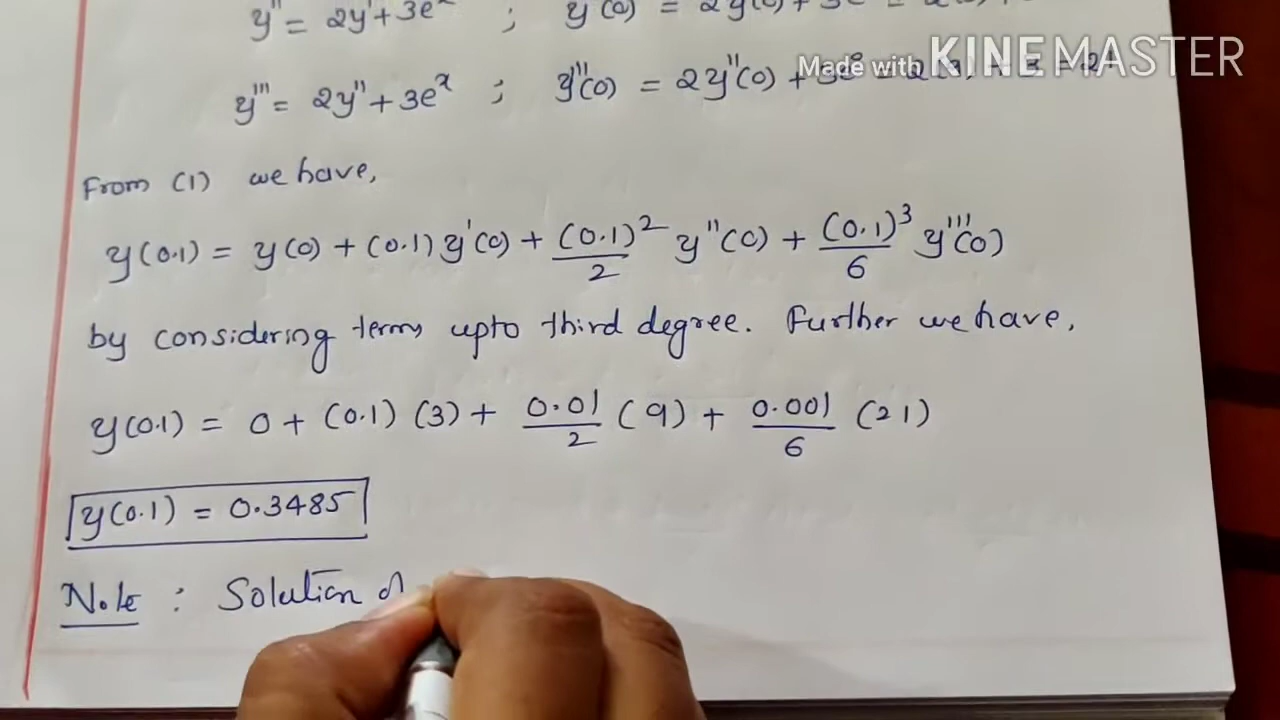 y'' = 2y' + 3eˣ ;
Made with KINEMASTER
y''' = 2y'' + 3eˣ ; y'''(0) = 2y''(0) + 3e⁰ =
From (1) we have,
y(0.1) = y(0) + (0.1) y'(0) + (0.1)²/2 y''(0) + (0.1)³/6 y'''(0)
by considering terms upto third degree. Further we have,
y(0.1) = 0 + (0.1) (3) + 0.01/2 (9) + 0.001/6 (21)
y(0.1) = 0.3485
Note : Solution